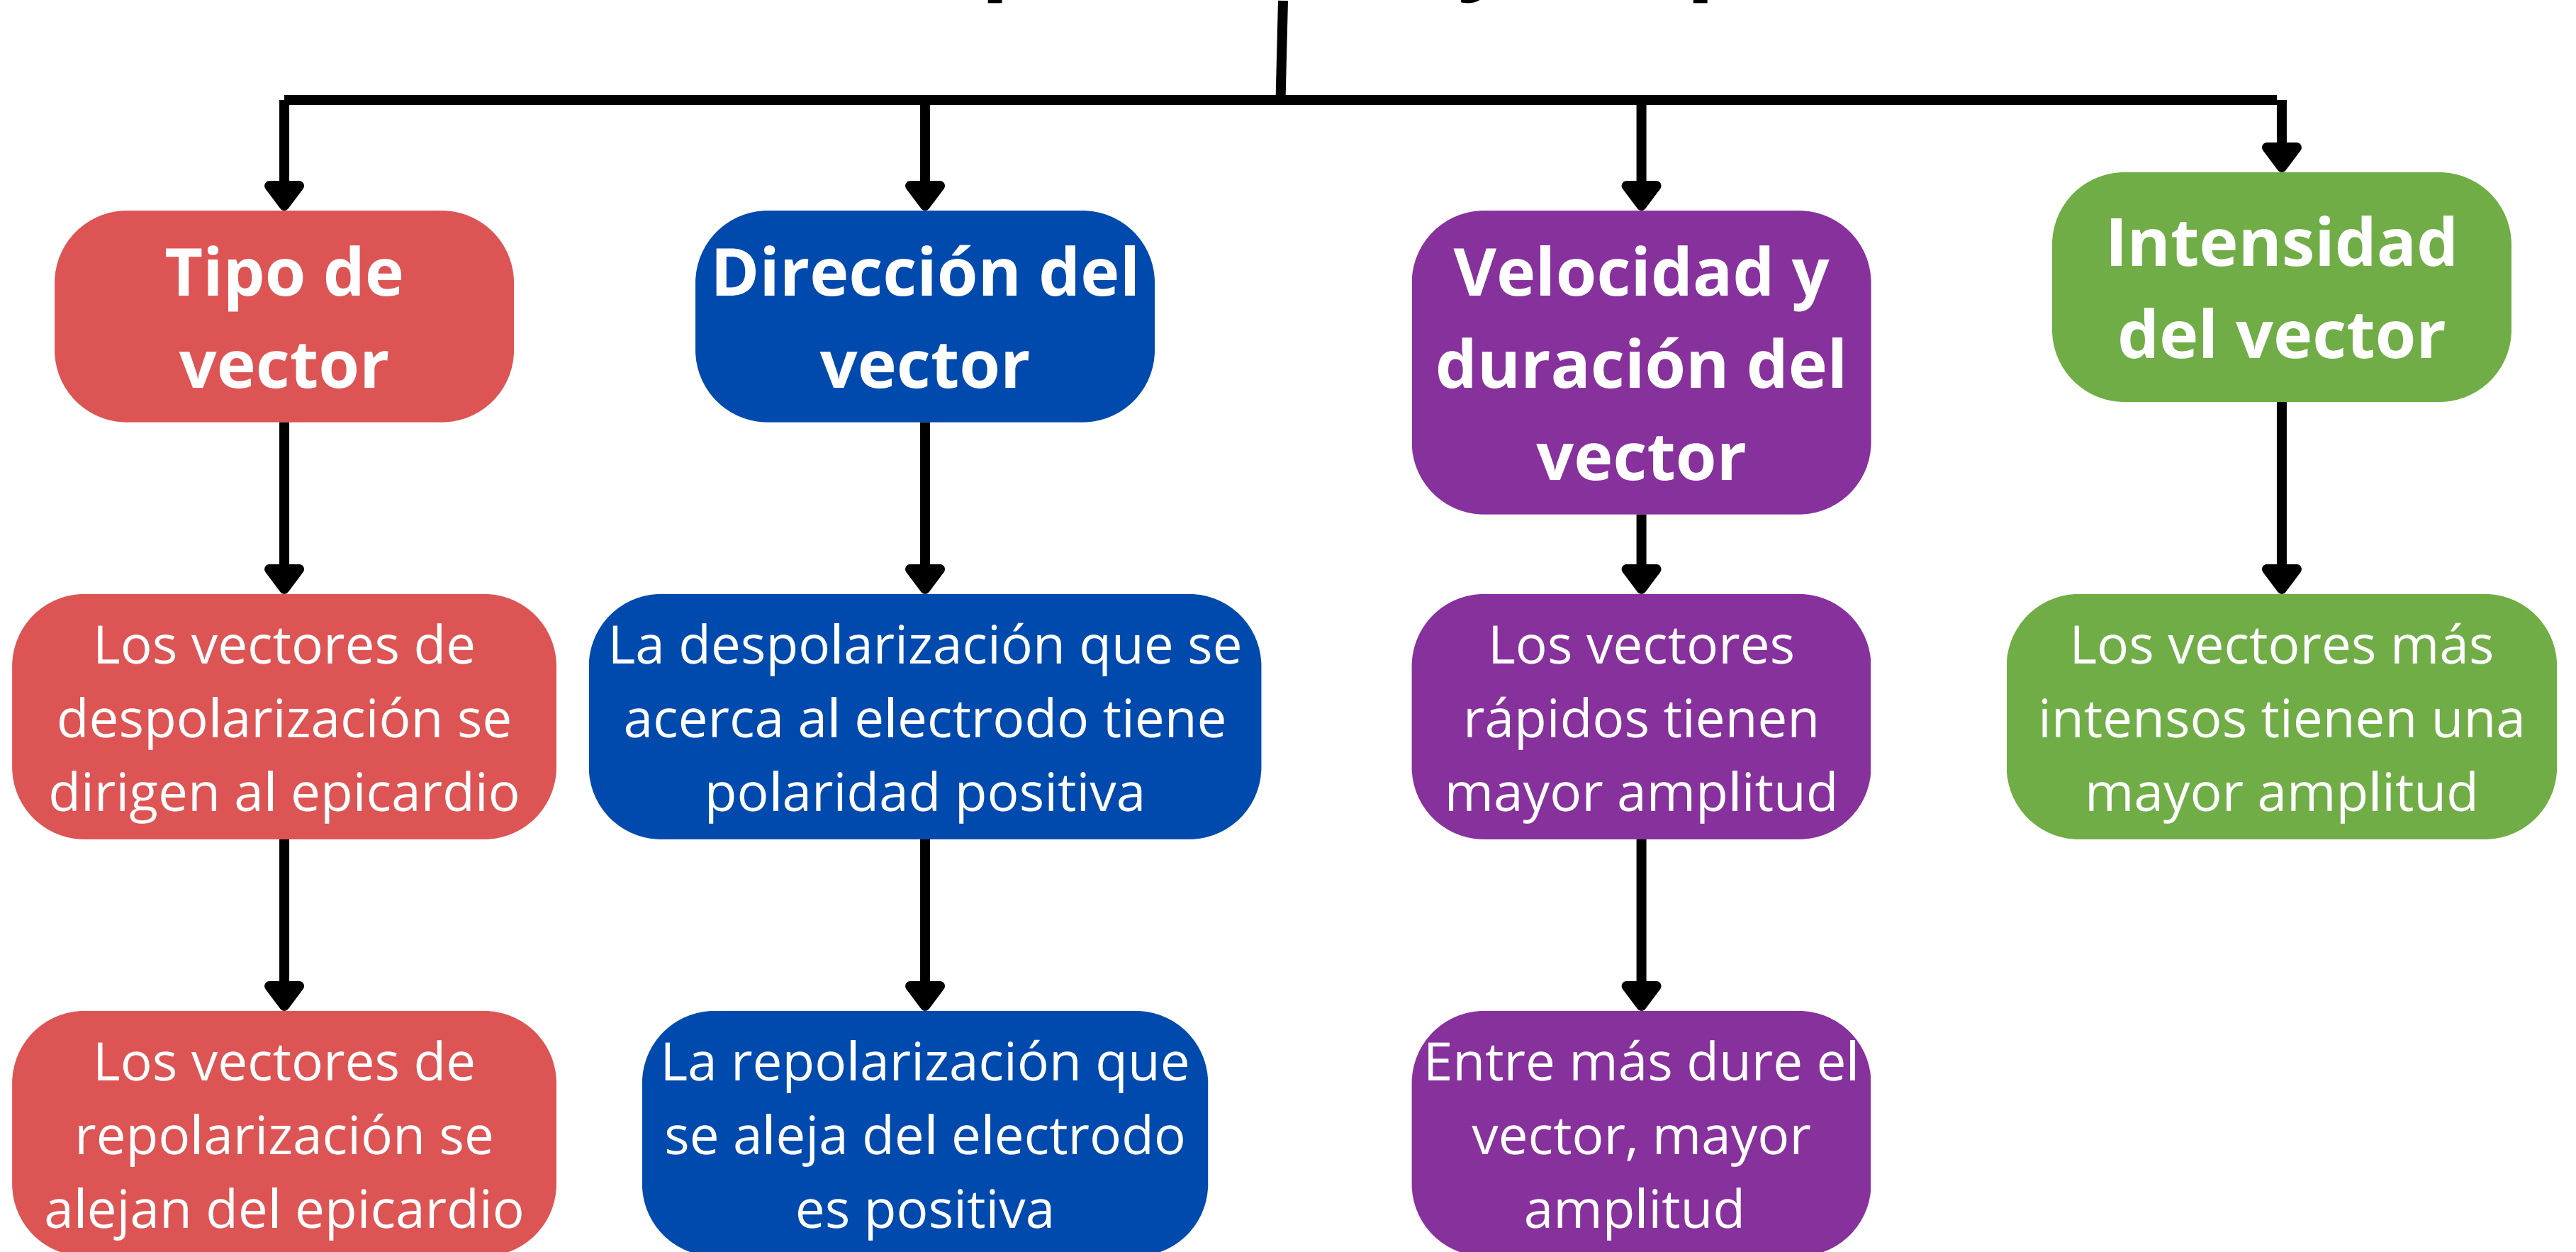 Tipo de
vector
Dirección del
vector
Velocidad y
duración del
vector
Intensidad
del vector
Los vectores de
despolarización se
dirigen al epicardio
La despolarización que se
acerca al electrodo tiene
polaridad positiva
Los vectores
rápidos tienen
mayor amplitud
Los vectores más
intensos tienen una
mayor amplitud
Los vectores de
repolarización se
alejan del epicardio
La repolarización que
se aleja del electrodo
es positiva
Entre más dure el
vector, mayor
amplitud